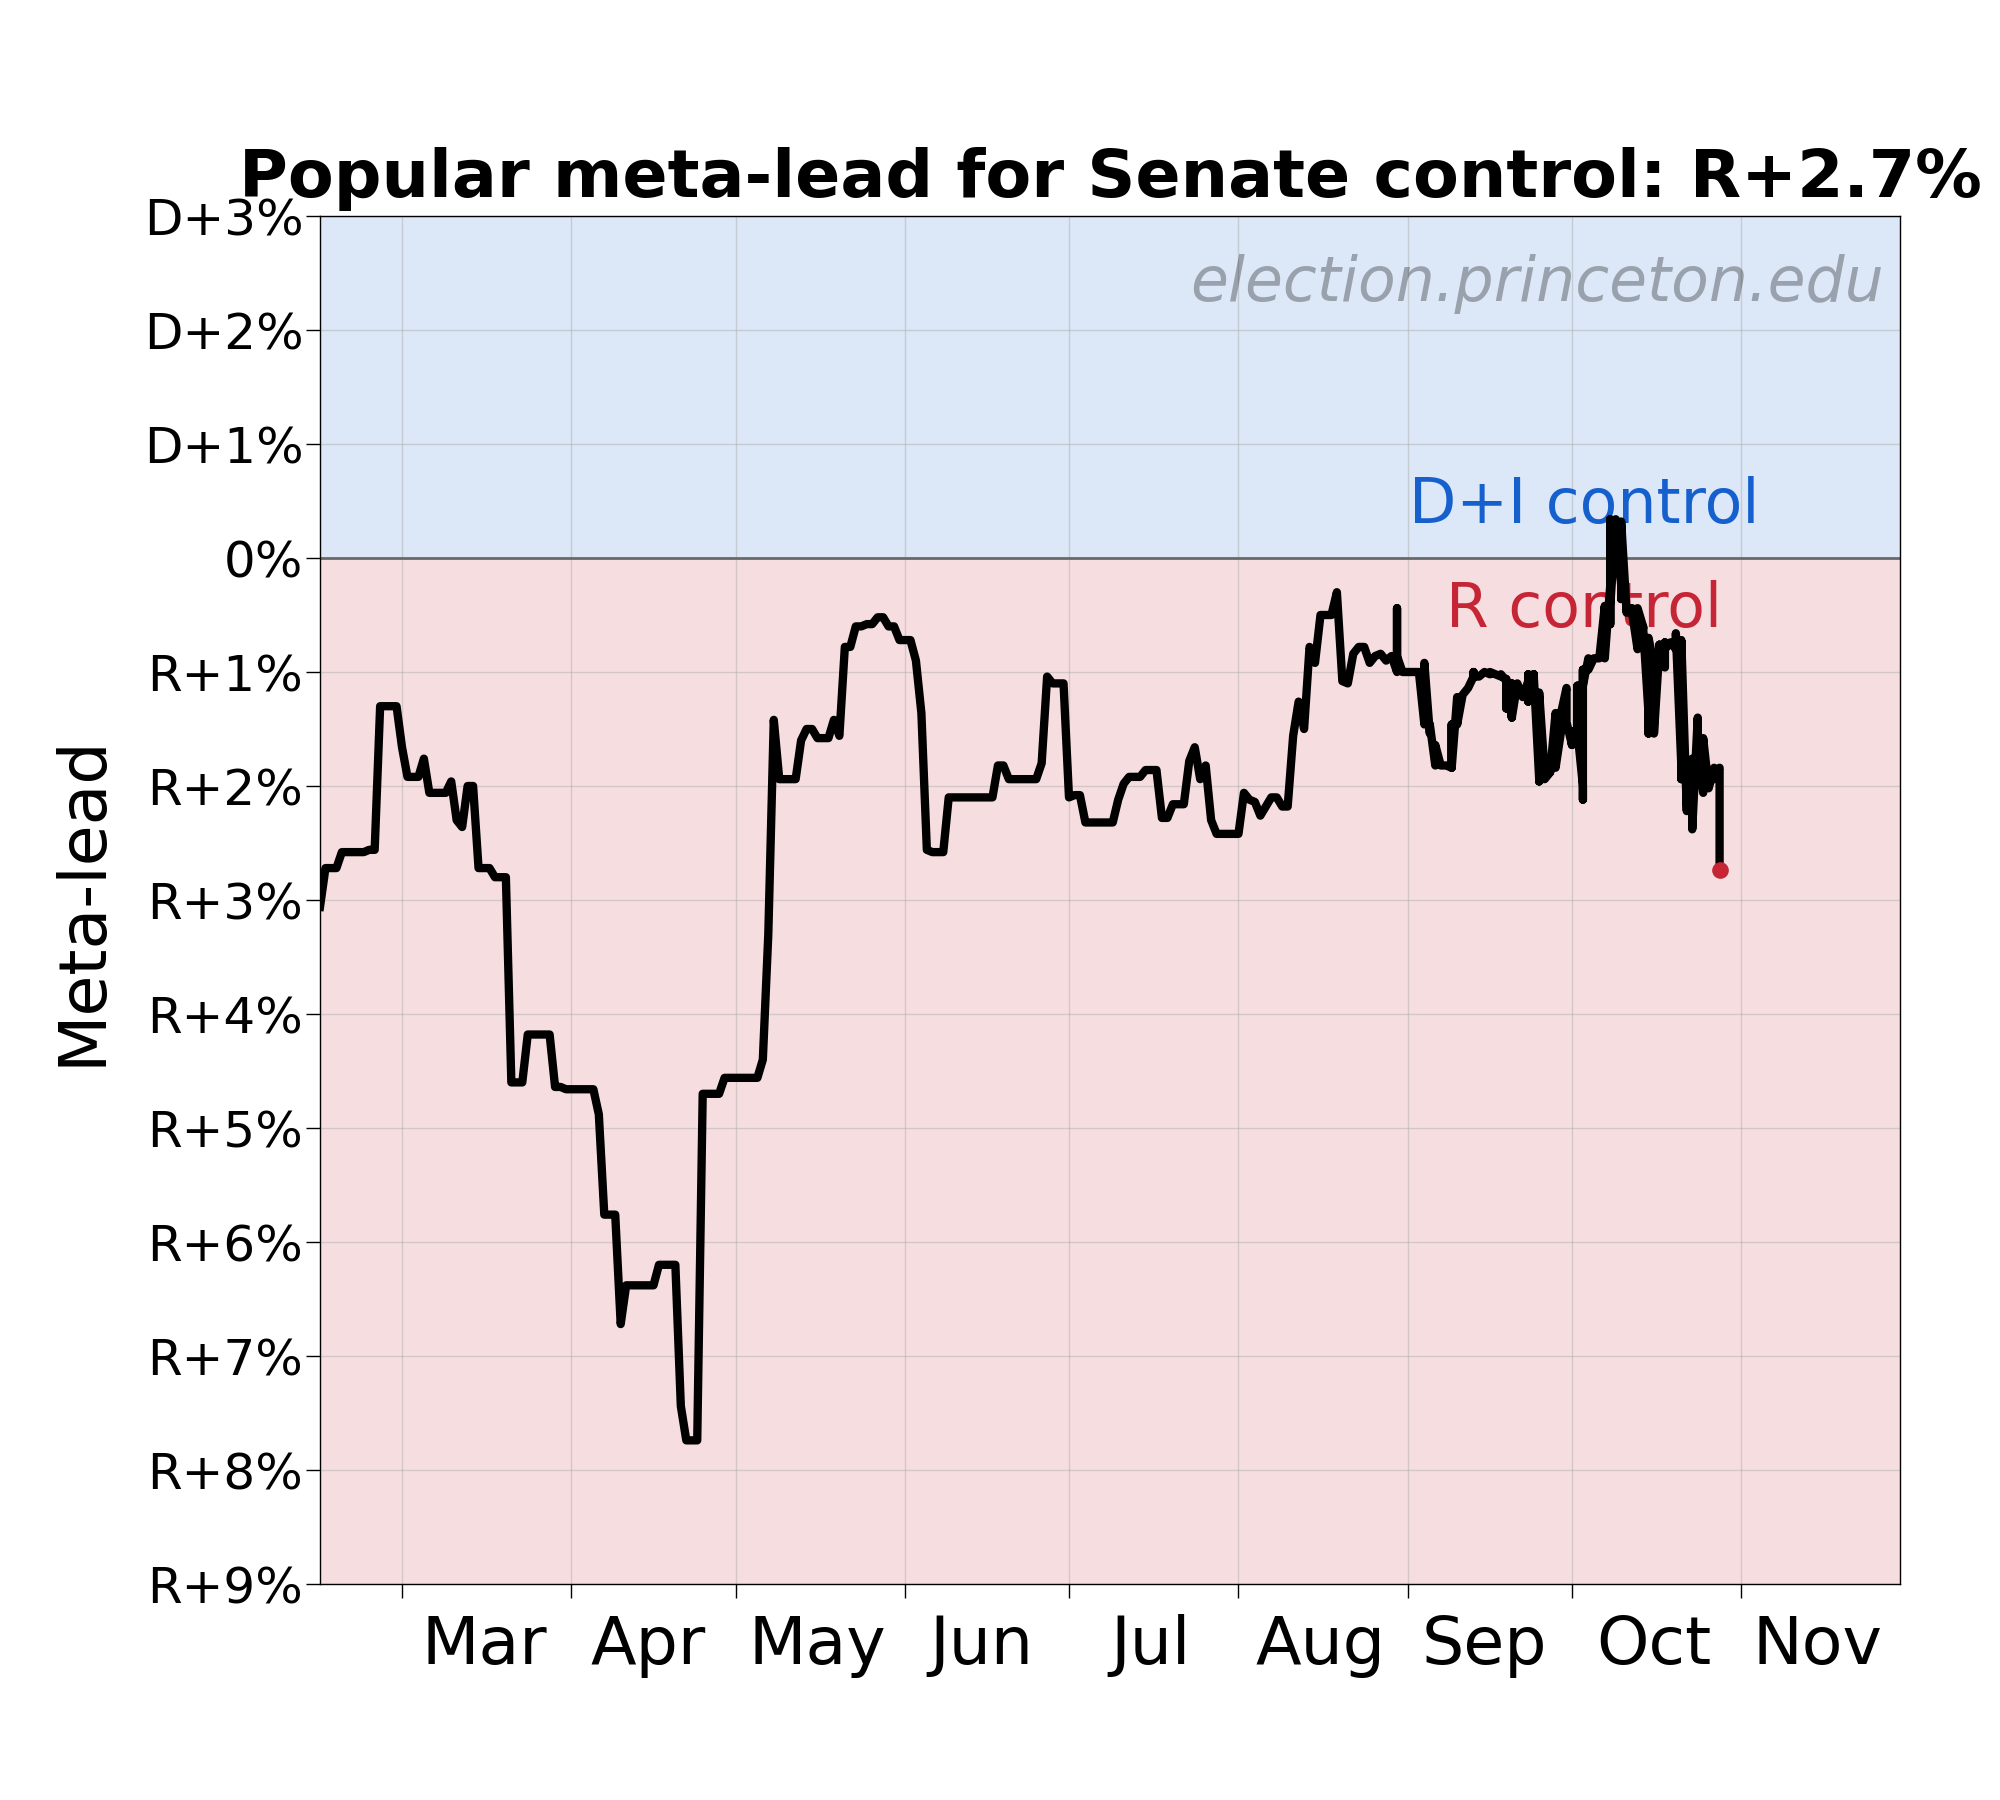 Popular meta-lead for Senate control: R+2.7%
D+3%
election.princeton.edu
D+2%
D+1%
D+I control
0%
R control
R+1%
R+2%
R+3%
Meta-lead
R+4%
R+5%
R+6%
R+7%
R+8%
R+9%
Mar Apr May Jun Jul Aug Sep Oct Nov